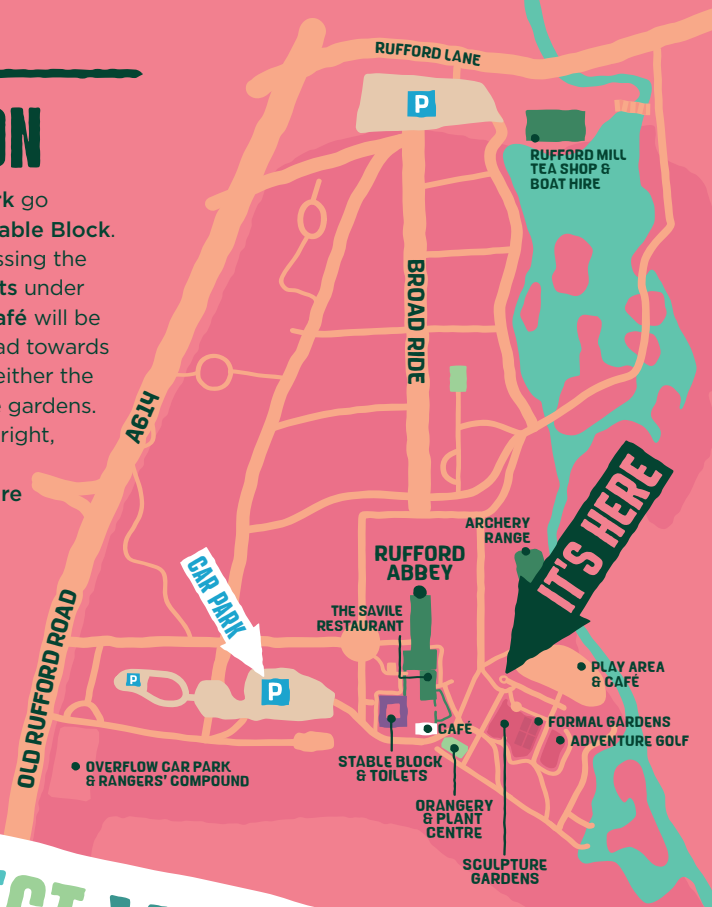 ON
rk go
able Block.
ssing the
ts under
afé will be
ad towards
either the
e gardens.
right,
re
RUFFORD LANE
P
RUFFORD MILL
TEA SHOP &
BOAT HIRE
BROAD RIDE
A614
IT'S HERE
ARCHERY
RANGE
RUFFORD
ABBEY
CAR PARK
THE SAVILE
RESTAURANT
OLD RUFFORD ROAD
P
P
PLAY AREA
& CAFÉ
FORMAL GARDENS
ADVENTURE GOLF
CAFÉ
STABLE BLOCK
& TOILETS
OVERFLOW CAR PARK
& RANGERS' COMPOUND
ORANGERY
& PLANT
CENTRE
SCULPTURE
GARDENS